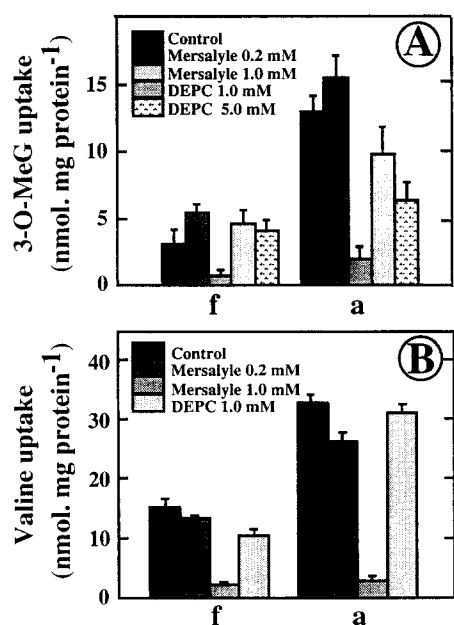 A
Control
Mersalyle 0.2 mM
Mersalyle 1.0 mM
DEPC 1.0 mM
DEPC 5.0 mM
3-O-MeG uptake
(nmol. mg protein-1)
15
10
5
0
f a
B
Control
Mersalyle 0.2 mM
Mersalyle 1.0 mM
DEPC 1.0 mM
Valine uptake
(nmol. mg protein-1)
40
30
20
10
0
f a